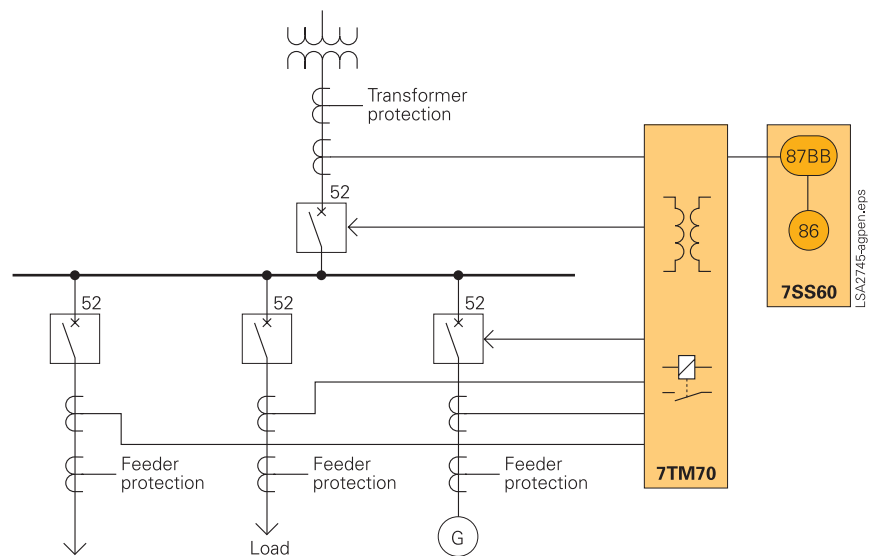 Transformer
protection
87BB
52
86
7SS60
LSA2745-agpen.eps
52
52
52
7TM70
Feeder
protection
Feeder
protection
Feeder
protection
Load
G